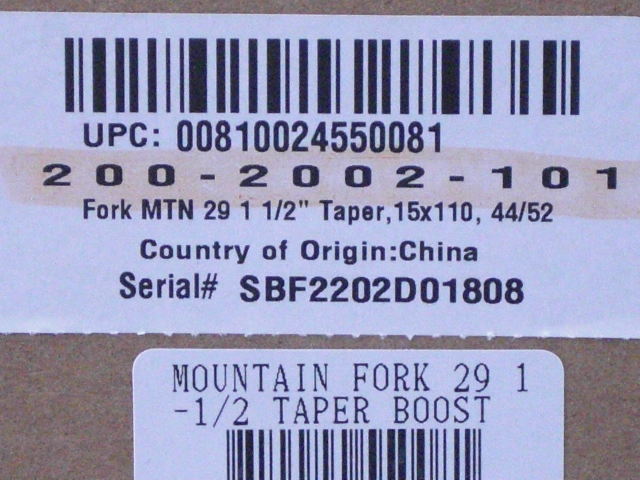 UPC: 00810024550081
200-2002-101
Fork MTN 29 1 1/2" Taper,15x110, 44/52
Country of Origin:China
Serial# SBF2202D01808
MOUNTAIN FORK 29 1
-1/2 TAPER BOOST